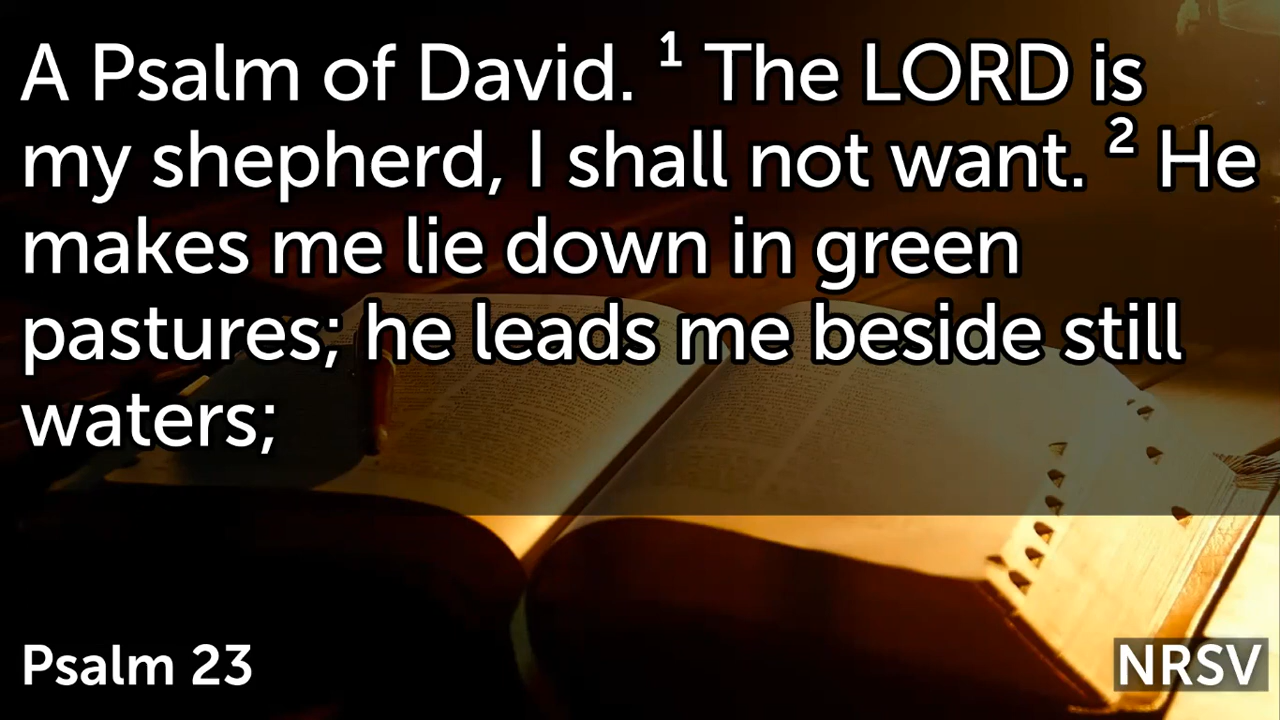 A Psalm of David. ¹ The LORD is
my shepherd, I shall not want. ² He
makes me lie down in green
pastures; he leads me beside still
waters;
Psalm 23
NRSV